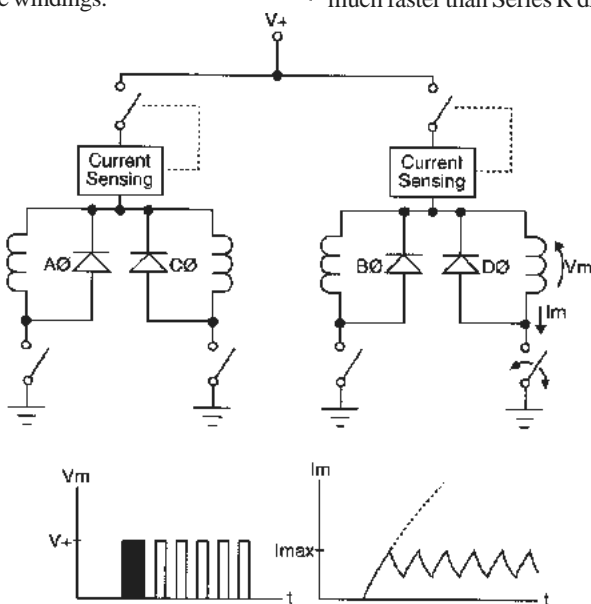 c windings.
much faster than Series R d
V+
Current
Sensing
Current
Sensing
AØ
CØ
BØ
DØ
Vm
Im
Vm
V+
t
Im
Imax
t